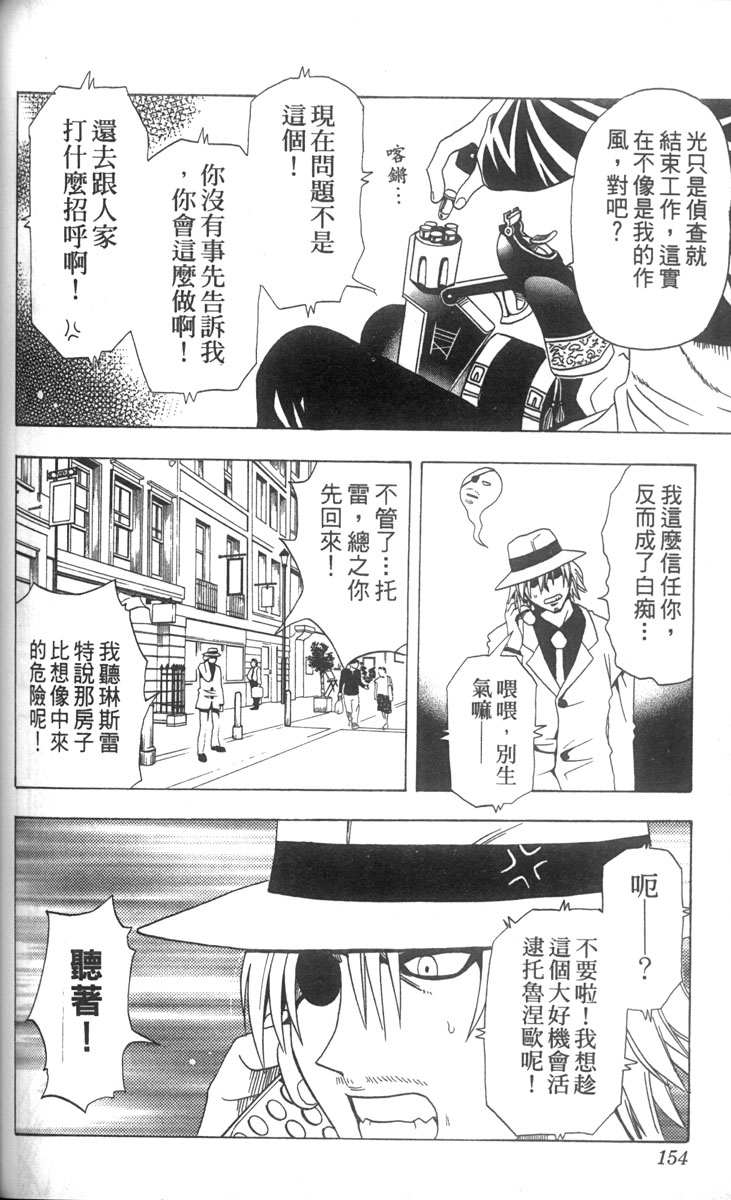 光只是偵查就
結束工作，這實
在不像是我的作
風，對吧？
喀鏘…
現在問題不是
這個！
你沒有事先告訴我
，你會這麼做啊！
還去跟人家
打什麼招呼啊！
我這麼信任你，
反而成了白痴…
喂喂，別生
氣嘛——
不管了…托
雷，總之你
先回來！
我聽琳斯雷
特說那房子
比想像中來
的危險呢！
呃——？
不要啦！我想趁
這個大好機會活
逮托魯涅歐呢！
聽著！
154